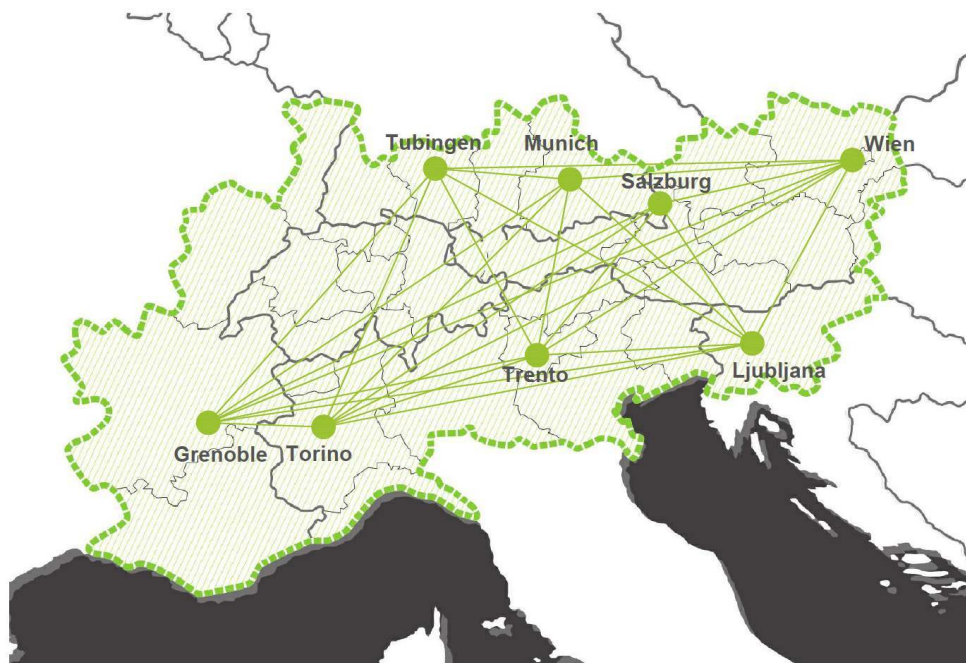 Tubingen
Munich
Wien
Salzburg
Trento
Ljubljana
Grenoble
Torino